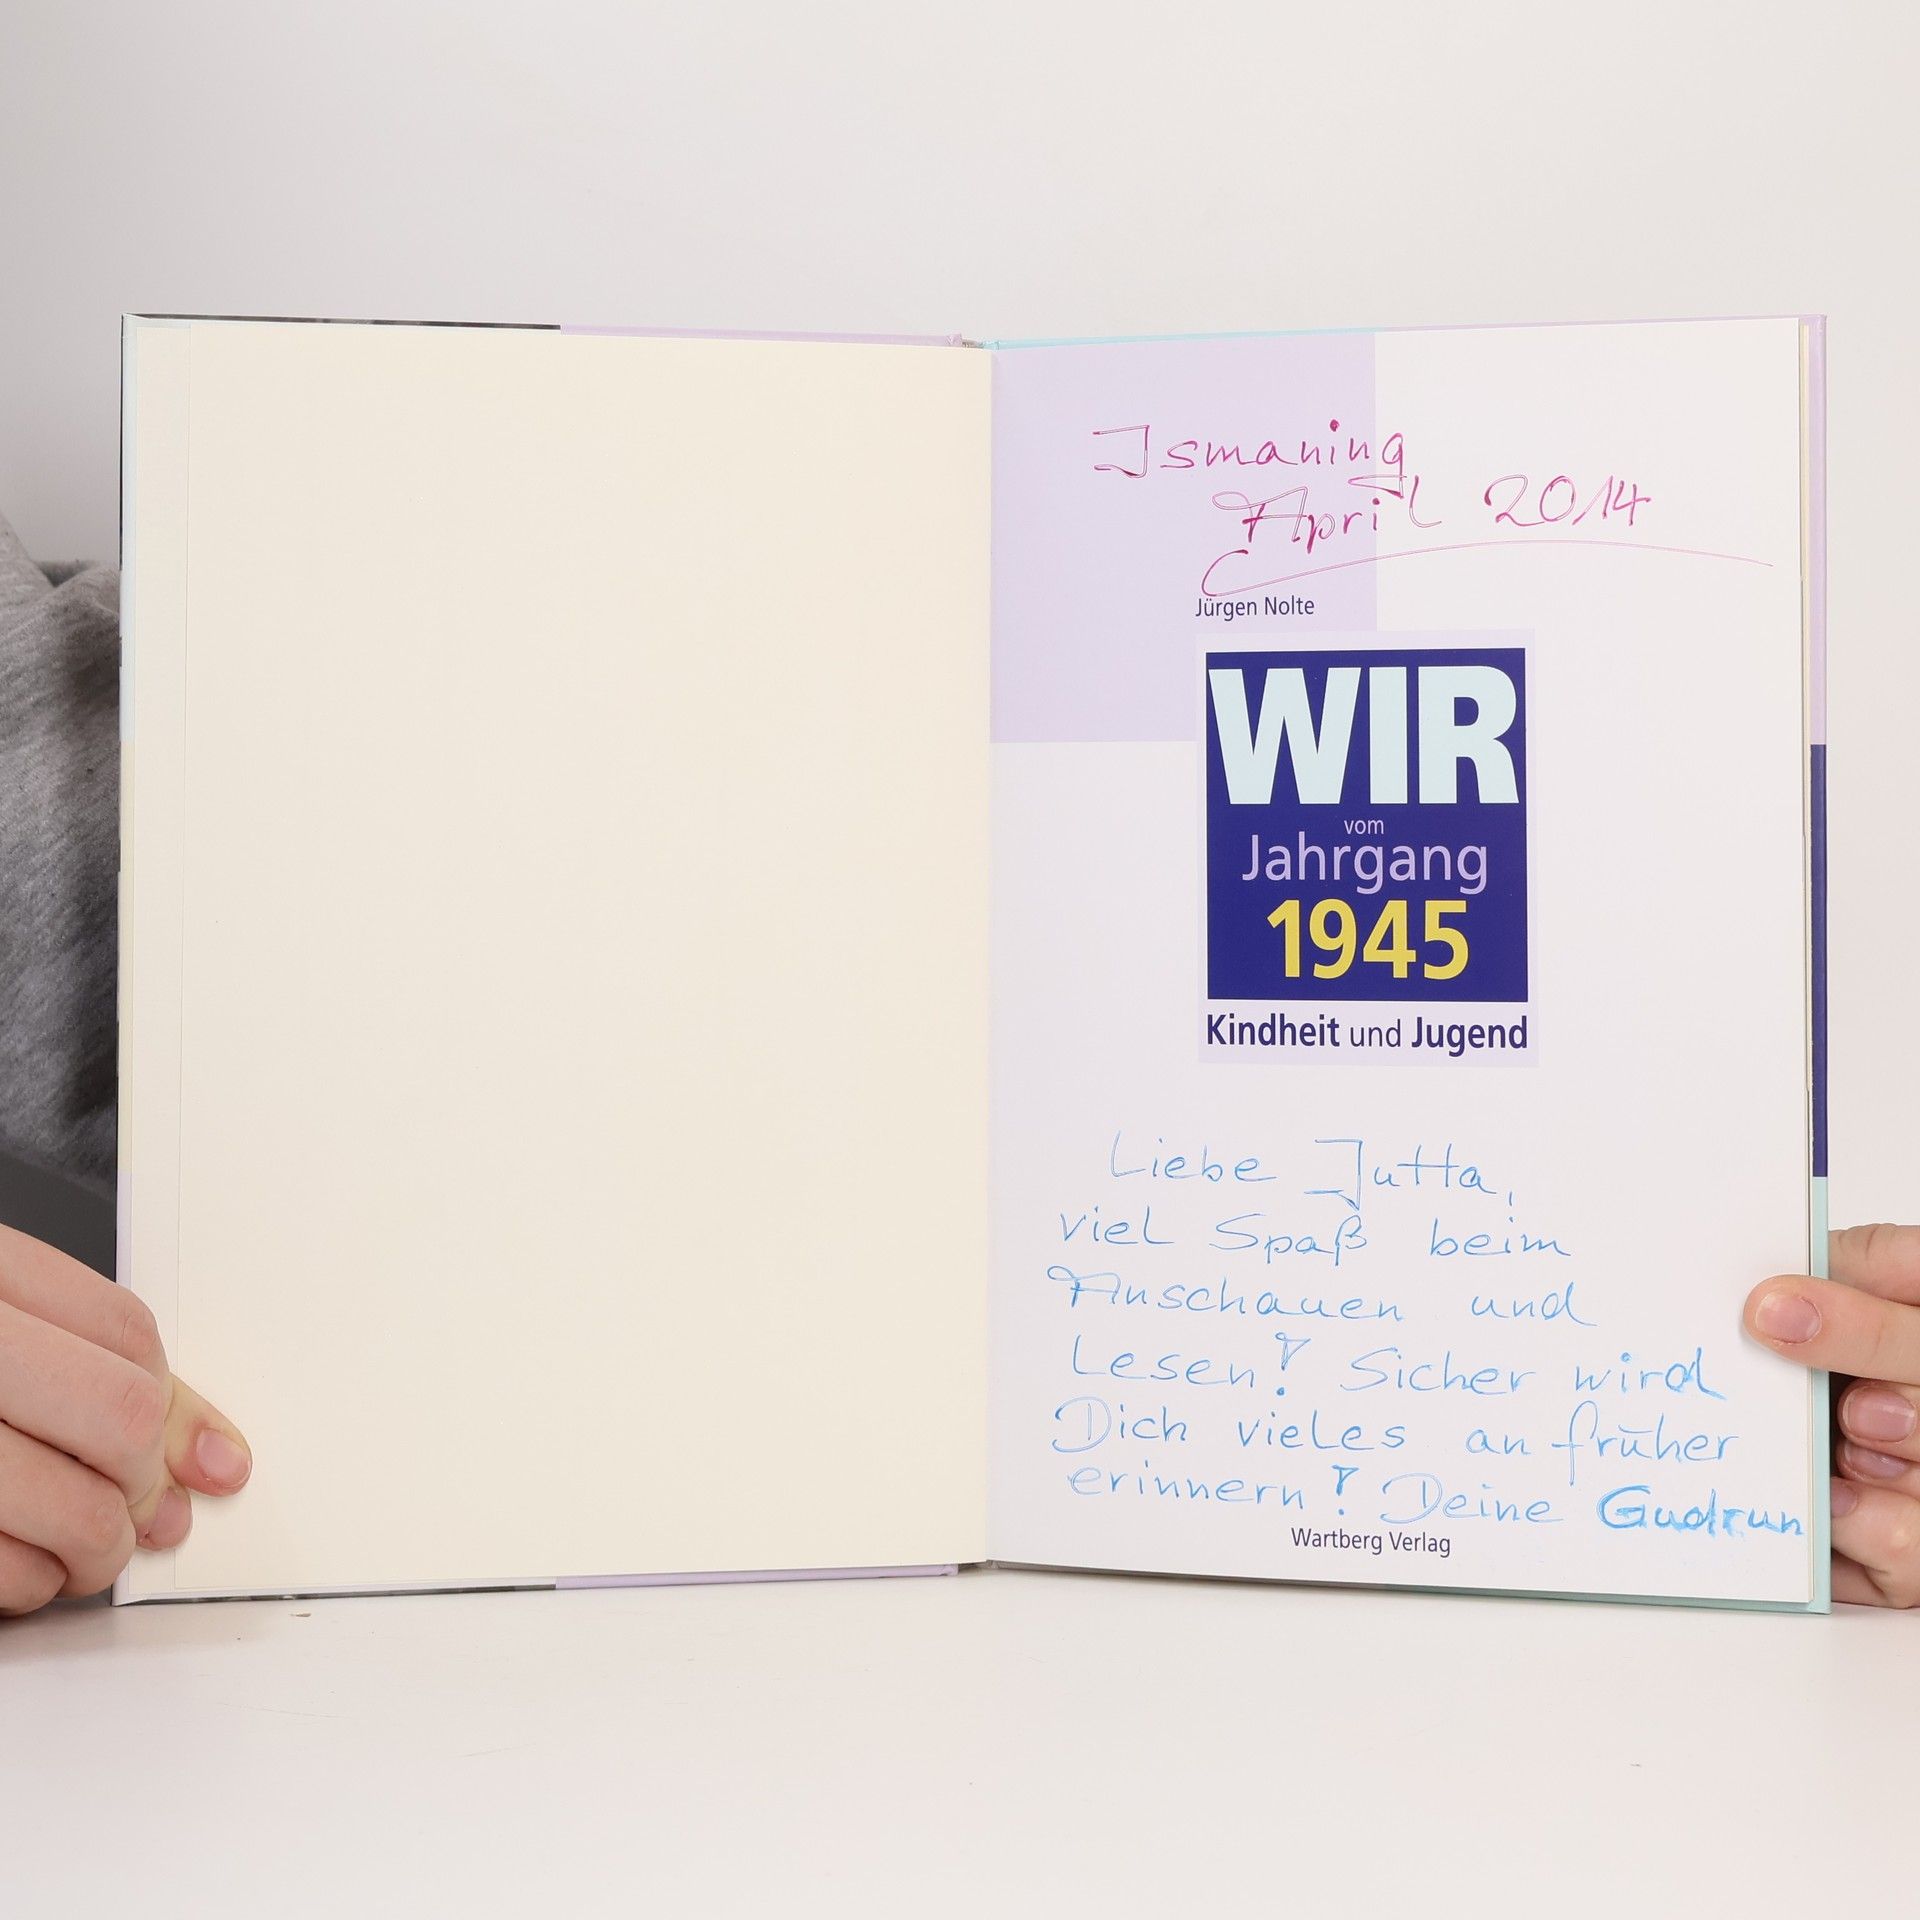 Ismaning
April 2014
Jürgen Nolte
WIR
vom
Jahrgang
1945
Kindheit und Jugend
Liebe Jutta,
viel Spaß beim
Anschauen und
Lesen! Sicher wird
Dich vieles an früher
erinnern! Deine Gudrun
Wartberg Verlag